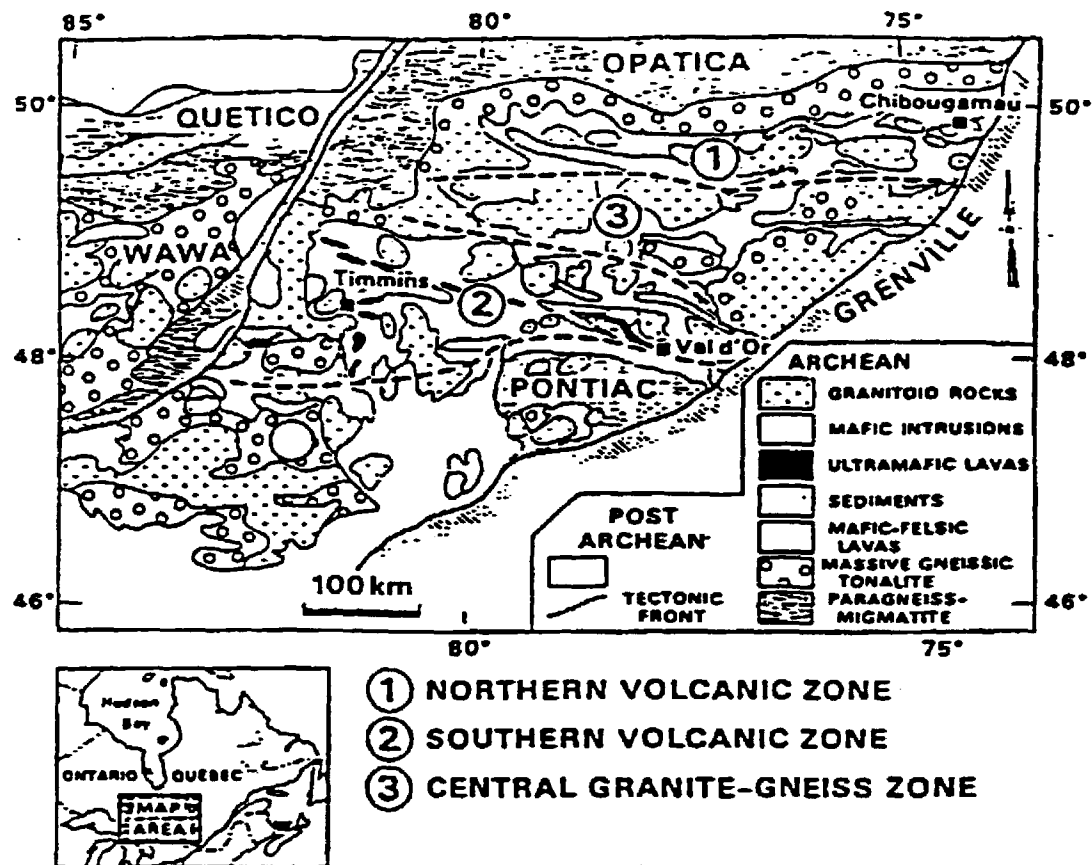 85°
80°
75°
OPATICA
50°
Chibougamau
50°
QUETICO
1
3
WAWA
Timmins
2
GRENVILLE
Val d'Or
48°
48°
PONTIAC
ARCHEAN
GRANITOID ROCKS
MAFIC INTRUSIONS
ULTRAMAFIC LAVAS
SEDIMENTS
MAFIC-FELSIC
LAVAS
MASSIVE GNEISSIC
TONALITE
PARAGNEISS-
MIGMATITE
POST
ARCHEAN
TECTONIC
FRONT
100 km
46°
46°
80°
75°
Hudson
Bay
ONTARIO
QUÉBEC
MAP
AREA
1 NORTHERN VOLCANIC ZONE
2 SOUTHERN VOLCANIC ZONE
3 CENTRAL GRANITE-GNEISS ZONE